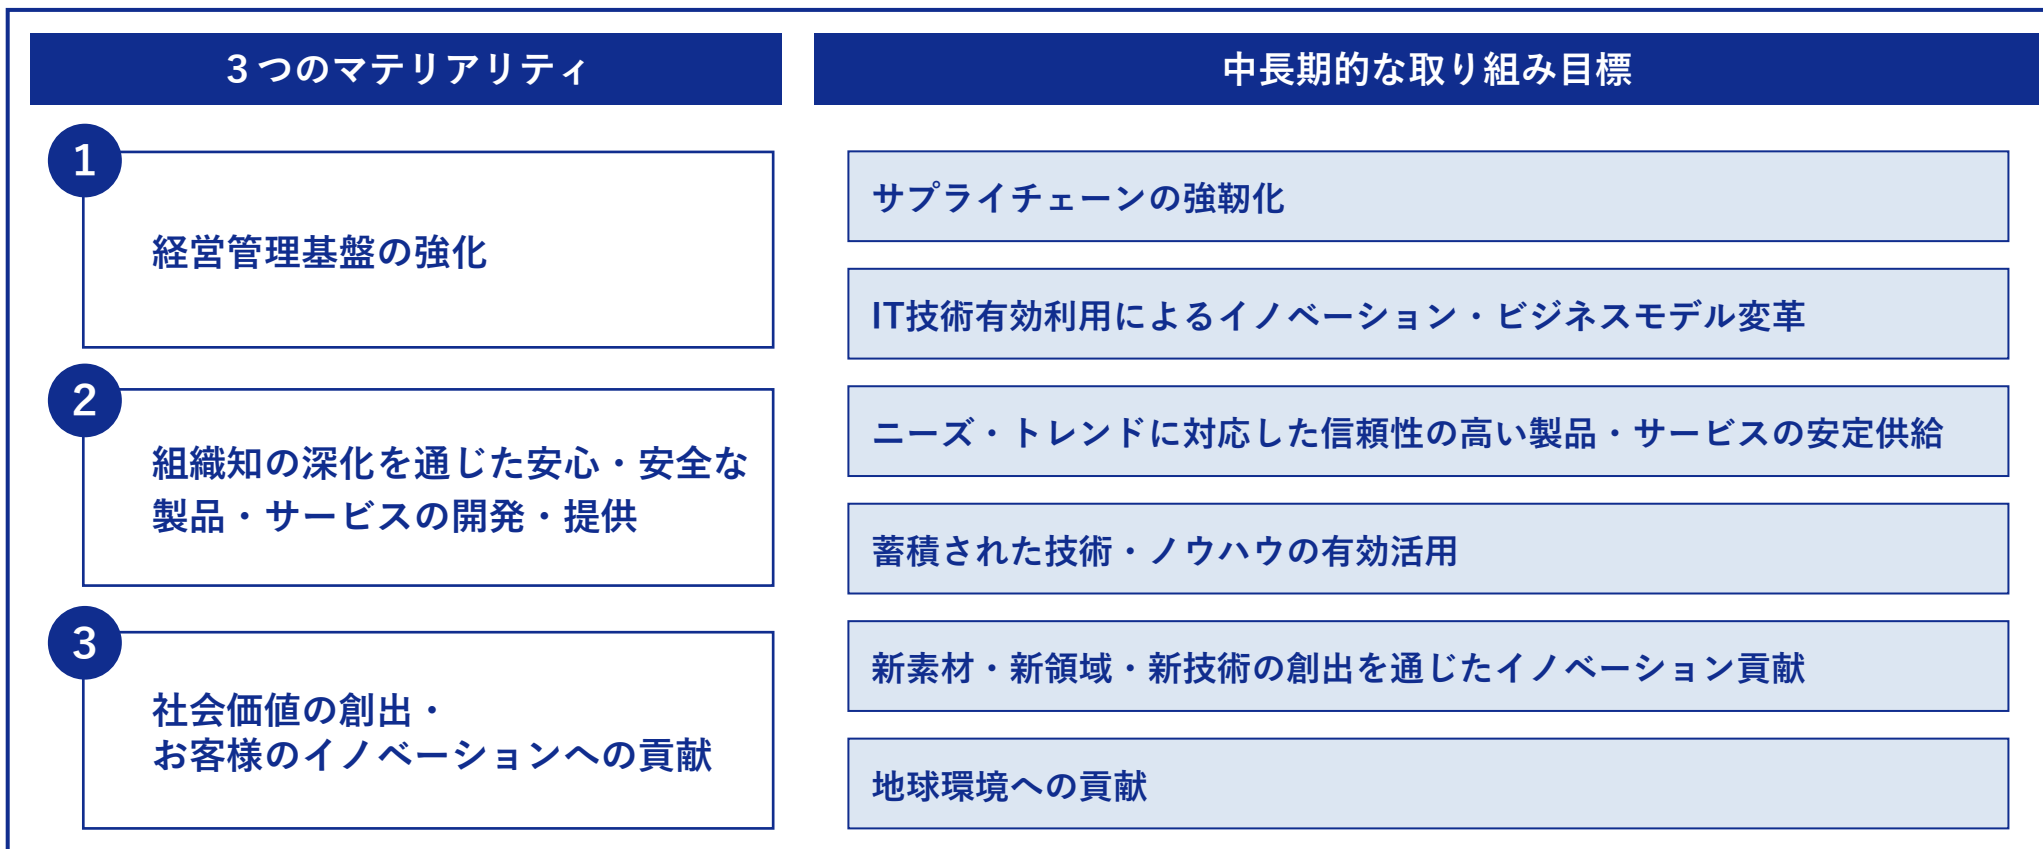 ３つのマテリアリティ
中長期的な取り組み目標
1
経営管理基盤の強化
2
組織知の深化を通じた安心・安全な
製品・サービスの開発・提供
3
社会価値の創出・
お客様のイノベーションへの貢献
サプライチェーンの強靭化
IT技術有効利用によるイノベーション・ビジネスモデル変革
ニーズ・トレンドに対応した信頼性の高い製品・サービスの安定供給
蓄積された技術・ノウハウの有効活用
新素材・新領域・新技術の創出を通じたイノベーション貢献
地球環境への貢献